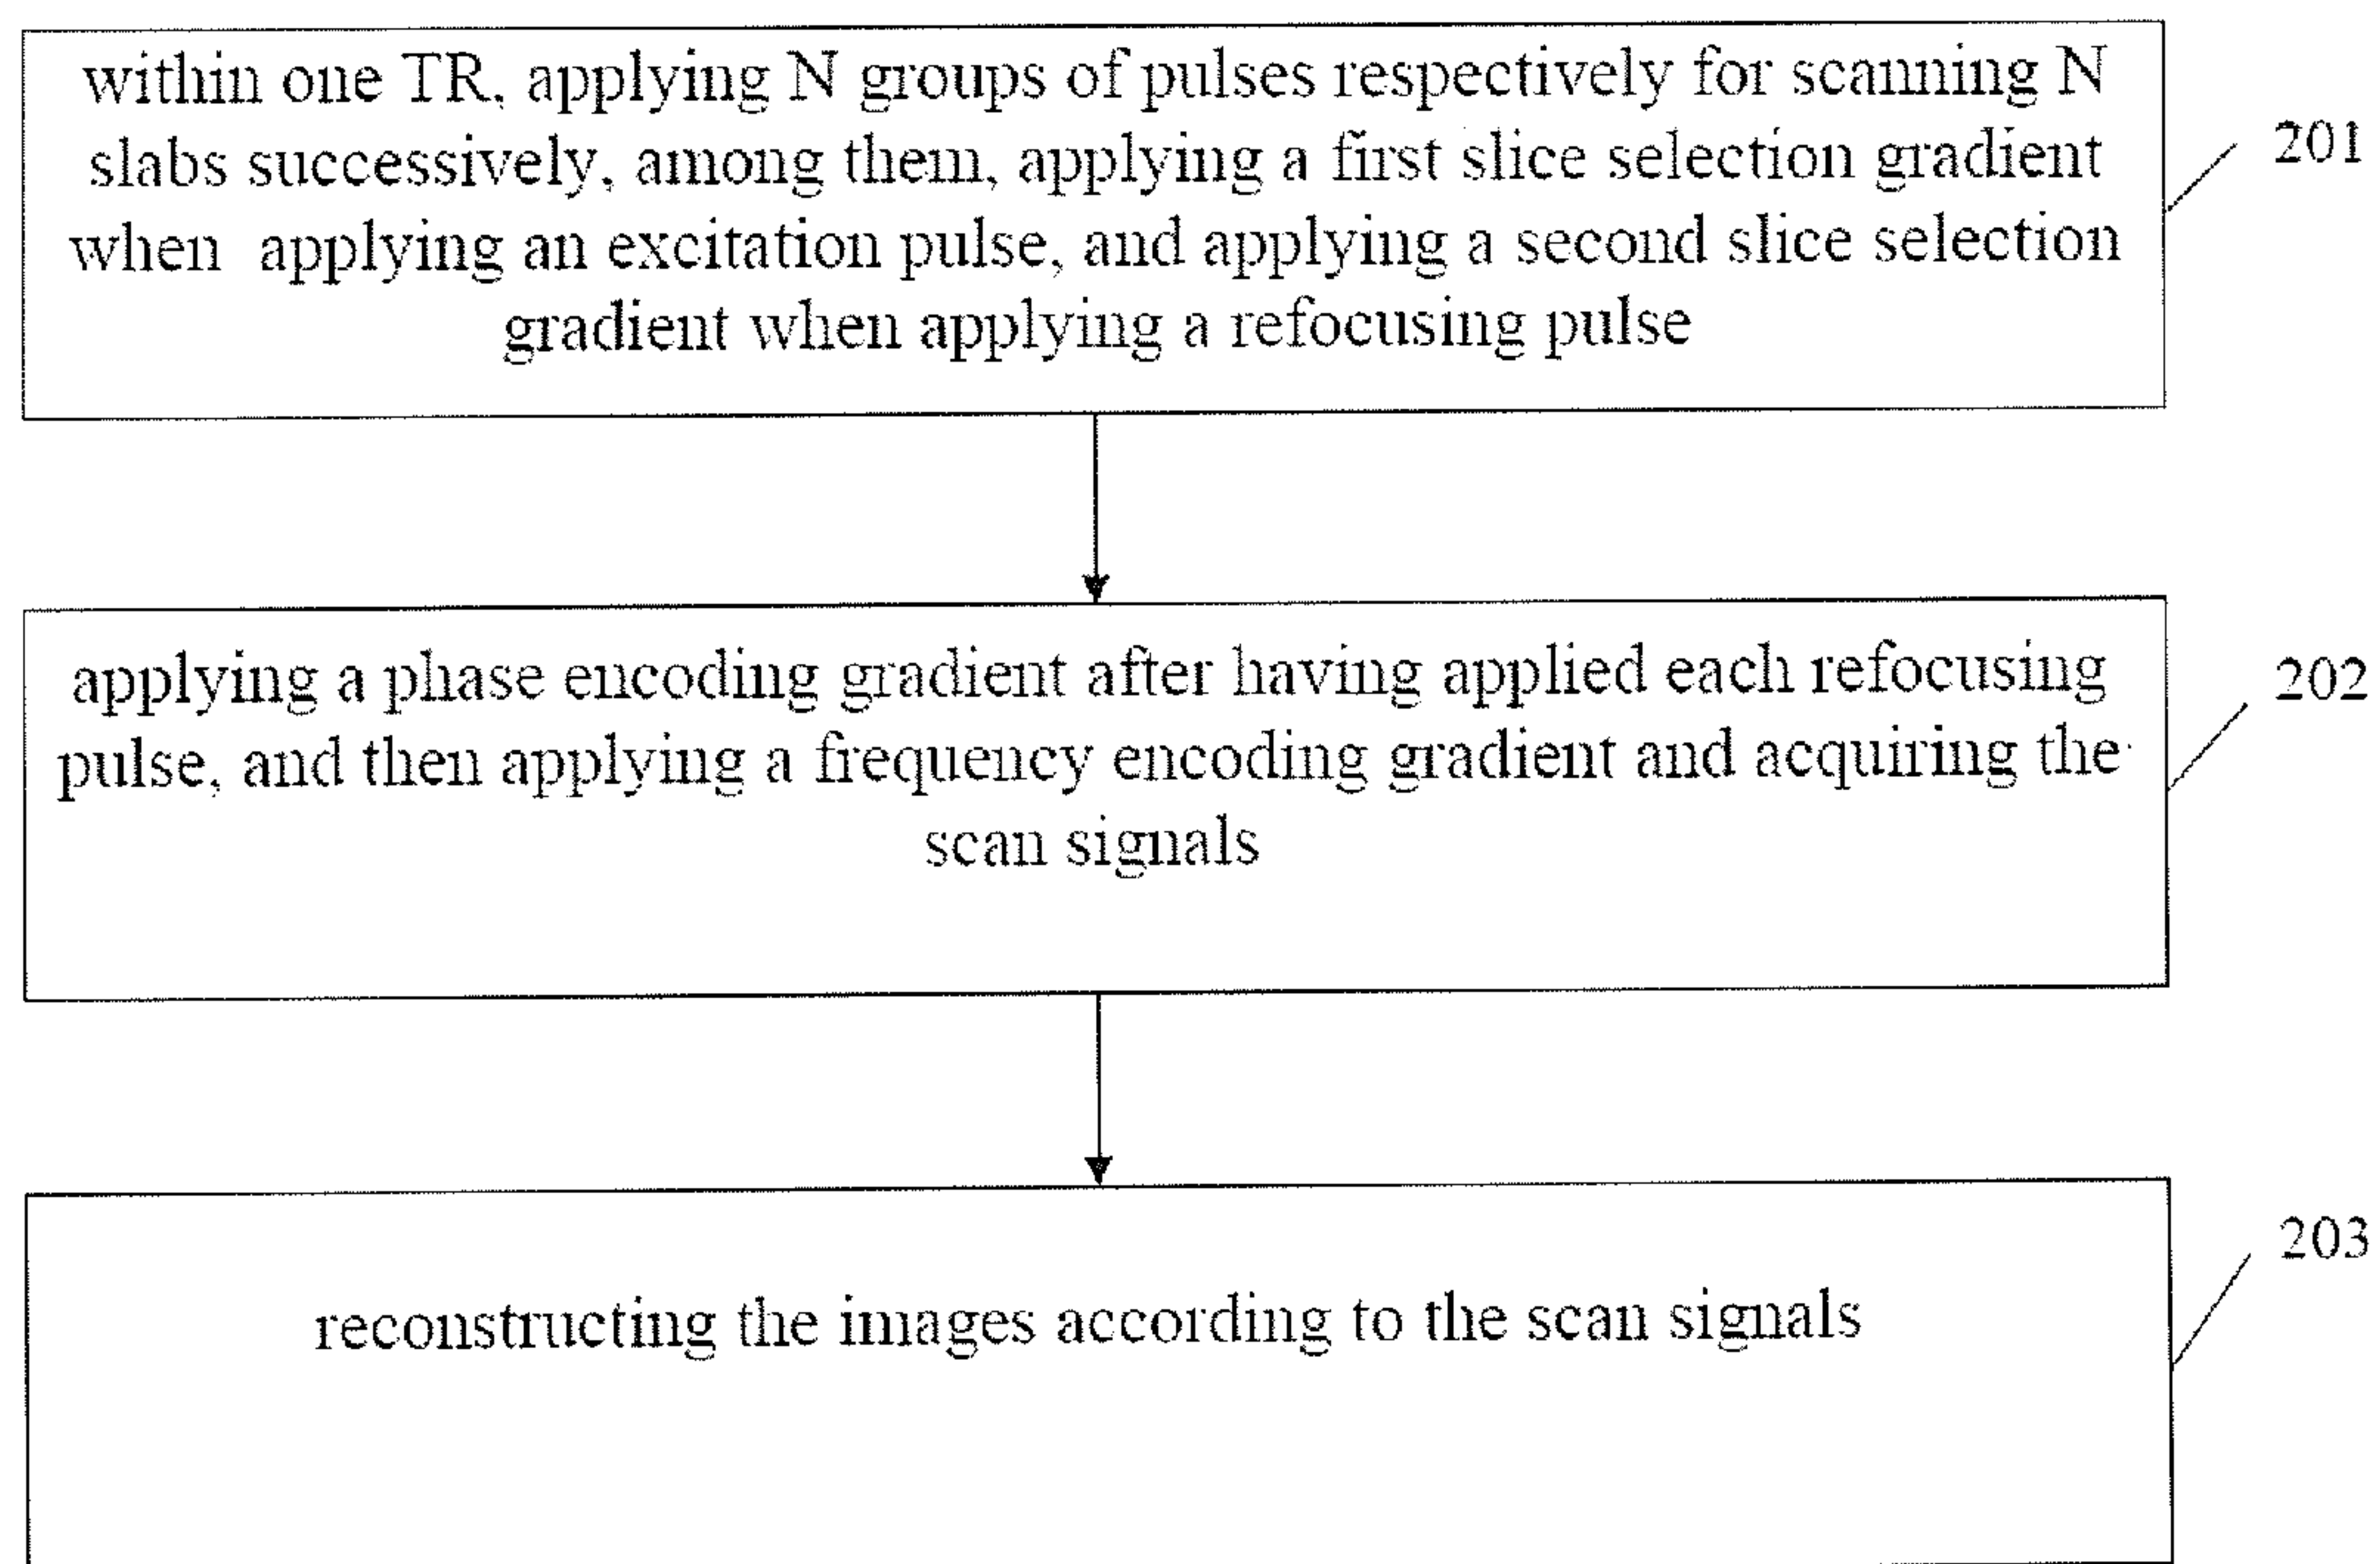 within one TR, applying N groups of pulses respectively for scanning N
slabs successively, among them, applying a first slice selection gradient
when applying an excitation pulse, and applying a second slice selection
gradient when applying a refocusing pulse
201
applying a phase encoding gradient after having applied each refocusing
pulse, and then applying a frequency encoding gradient and acquiring the
scan signals
202
reconstructing the images according to the scan signals
203